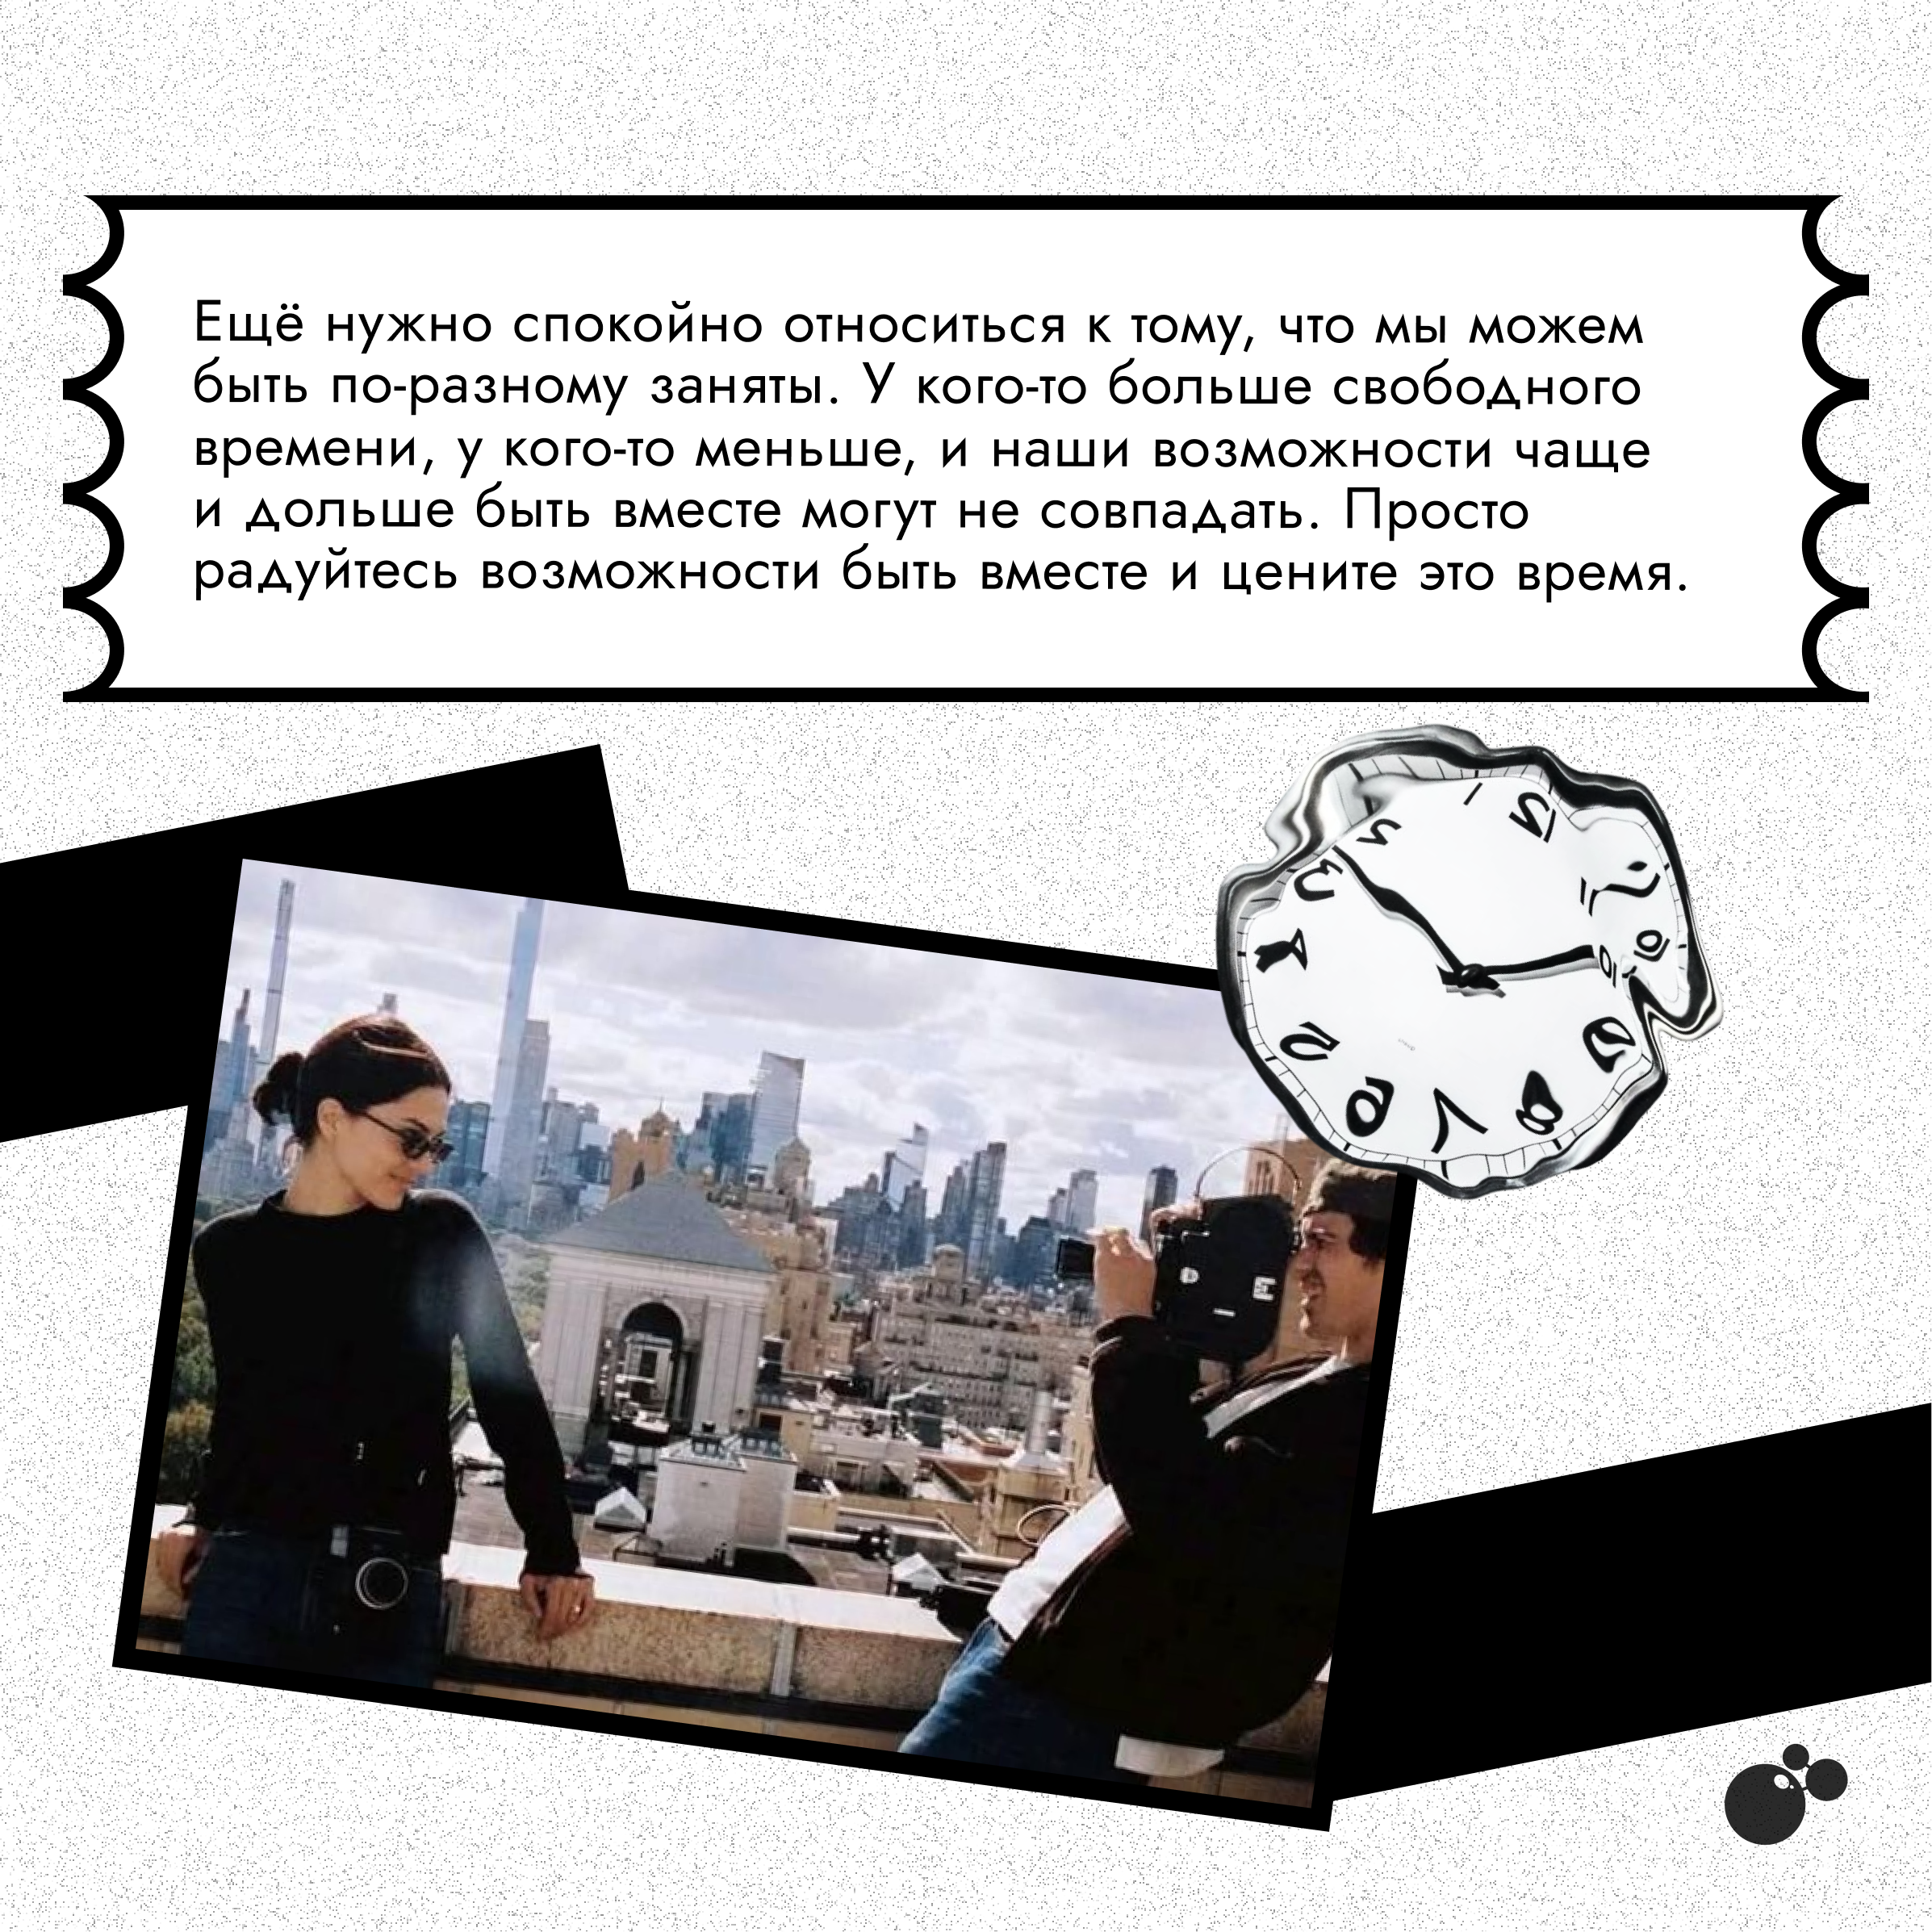 Ещё нужно спокойно относиться к тому, что мы можем
быть по-разному заняты. У кого-то больше свободного
времени, у кого-то меньше, и наши возможности чаще
и дольше быть вместе могут не совпадать. Просто
радуйтесь возможности быть вместе и цените это время.